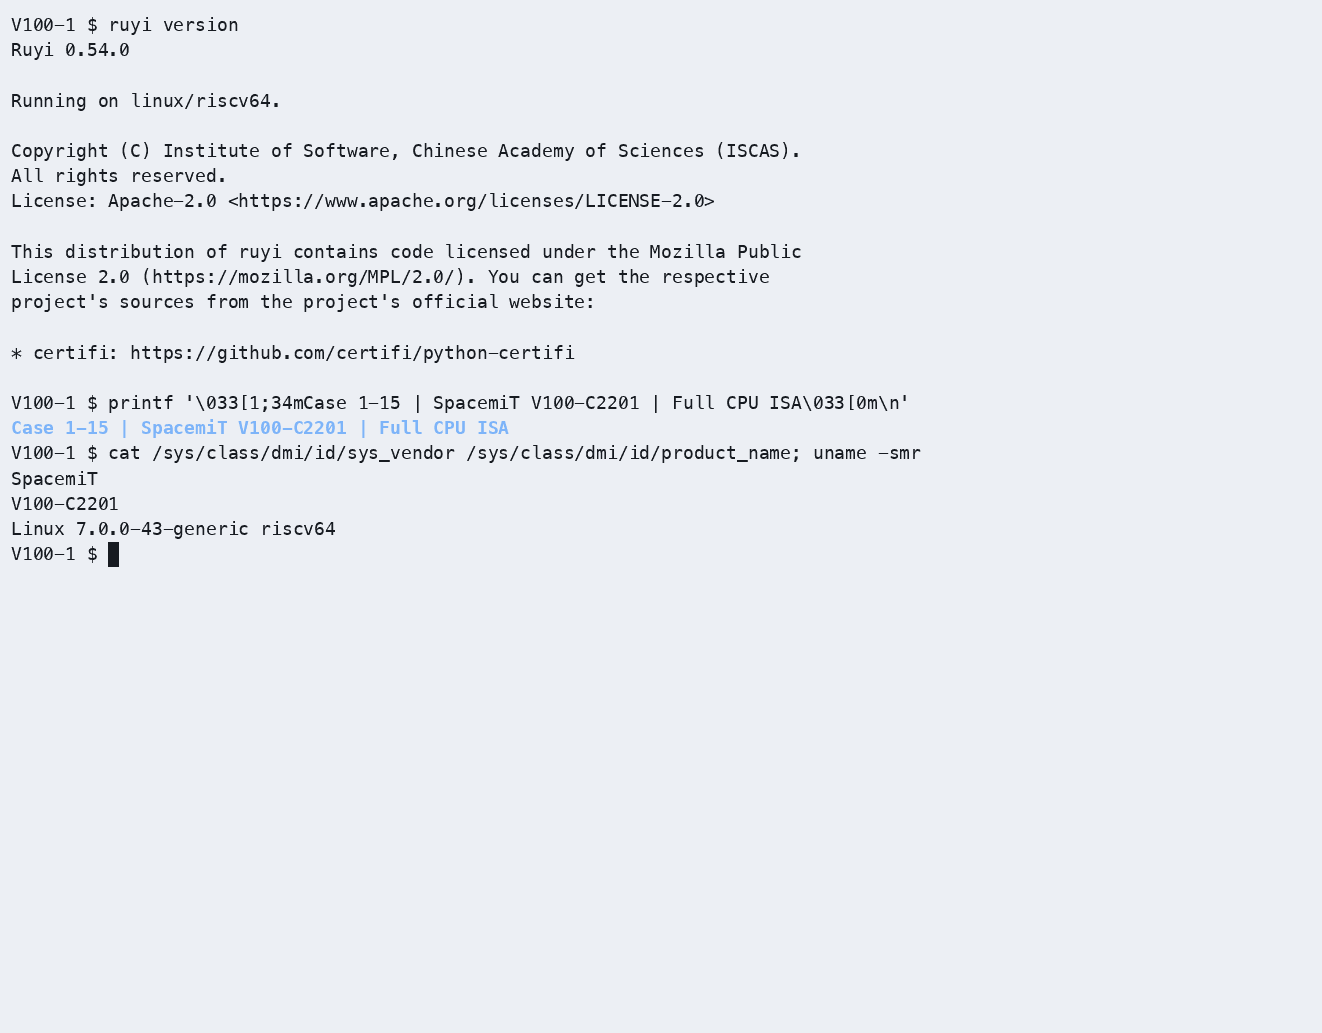 V100-1 $ ruyi version
Ruyi 0.54.0
Running on linux/riscv64.
Copyright (C) Institute of Software, Chinese Academy of Sciences (ISCAS).
All rights reserved.
License: Apache-2.0 <https://www.apache.org/licenses/LICENSE-2.0>
This distribution of ruyi contains code licensed under the Mozilla Public
License 2.0 (https://mozilla.org/MPL/2.0/). You can get the respective
project's sources from the project's official website:
* certifi: https://github.com/certifi/python-certifi
V100-1 $ printf '\033[1;34mCase 1-15 | SpacemiT V100-C2201 | Full CPU ISA\033[0m\n'
Case 1-15 | SpacemiT V100-C2201 | Full CPU ISA
V100-1 $ cat /sys/class/dmi/id/sys_vendor /sys/class/dmi/id/product_name; uname -smr
SpacemiT
V100-C2201
Linux 7.0.0-43-generic riscv64
V100-1 $